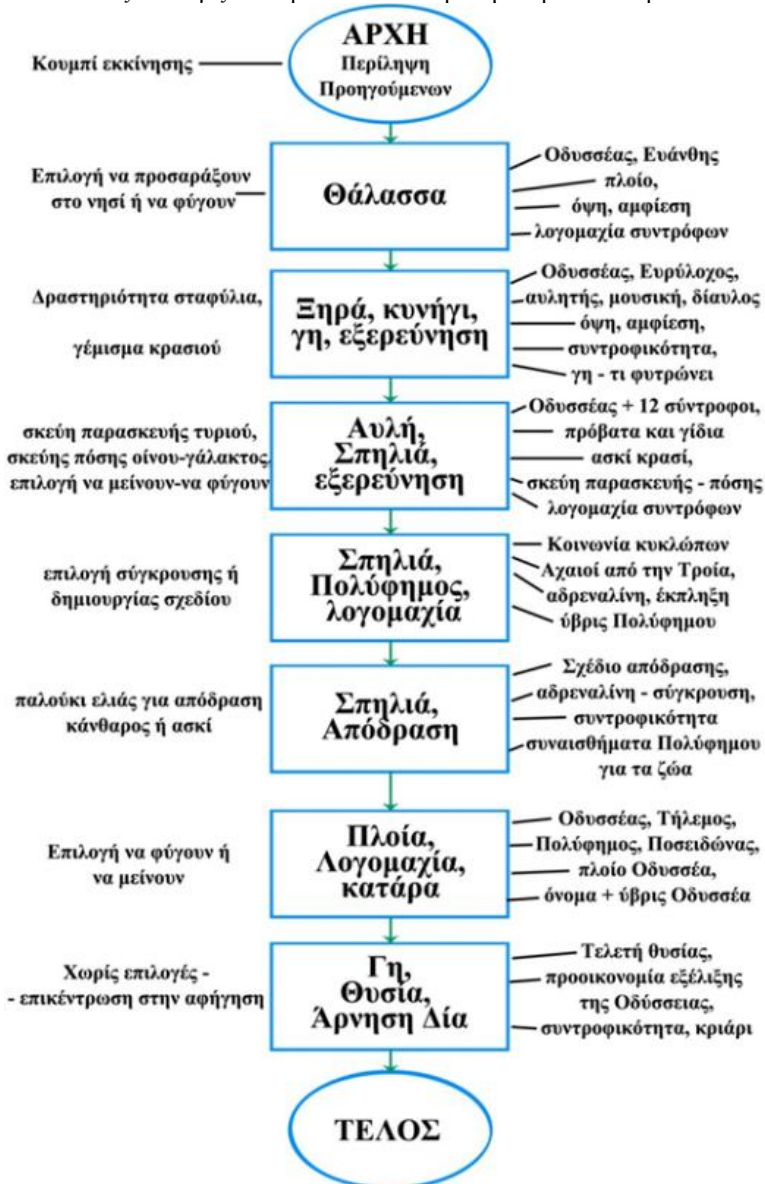 ΑΡΧΗ
Περίληψη
Προηγούμενων
Κουμπί εκκίνησης
Θάλασσα
Επιλογή να προσαράξουν
στο νησί ή να φύγουν
Οδυσσέας, Ευάνθης
πλοίο,
όψη, αμφίεση
λογομαχία συντρόφων
Ξηρά, κυνήγι,
γη, εξερεύνηση
Δραστηριότητα σταφύλια,
γέμισμα κρασιού
Οδυσσέας, Ευρύλοχος,
αυλητής, μουσική, δίαυλος
όψη, αμφίεση,
συντροφικότητα,
γη - τι φυτρώνει
Αυλή,
Σπηλιά,
εξερεύνηση
σκεύη παρασκευής τυριού,
σκεύης πόσης οίνου-γάλακτος,
επιλογή να μείνουν-να φύγουν
Οδυσσέας + 12 σύντροφοι,
πρόβατα και γίδια
ασκί κρασί,
σκεύη παρασκευής - πόσης
λογομαχία συντρόφων
Σπηλιά,
Πολύφημος,
λογομαχία
επιλογή σύγκρουσης ή
δημιουργίας σχεδίου
Κοινωνία κυκλώπων
Αχαιοί από την Τροία,
αδρεναλίνη, έκπληξη
ύβρις Πολύφημου
Σπηλιά,
Απόδραση
παλούκι ελιάς για απόδραση
κάνθαρος ή ασκί
Σχέδιο απόδρασης,
αδρεναλίνη - σύγκρουση,
συντροφικότητα
συναισθήματα Πολύφημου
για τα ζώα
Πλοία,
Λογομαχία,
κατάρα
Επιλογή να φύγουν ή
να μείνουν
Οδυσσέας, Τήλεμος,
Πολύφημος, Ποσειδώνας,
πλοίο Οδυσσέα,
όνομα + ύβρις Οδυσσέα
Γη,
Θυσία,
Άρνηση Δία
Χωρίς επιλογές -
- επικέντρωση στην αφήγηση
Τελετή θυσίας,
προοικονομία εξέλιξης
της Οδύσσειας,
συντροφικότητα, κριάρι
ΤΕΛΟΣ